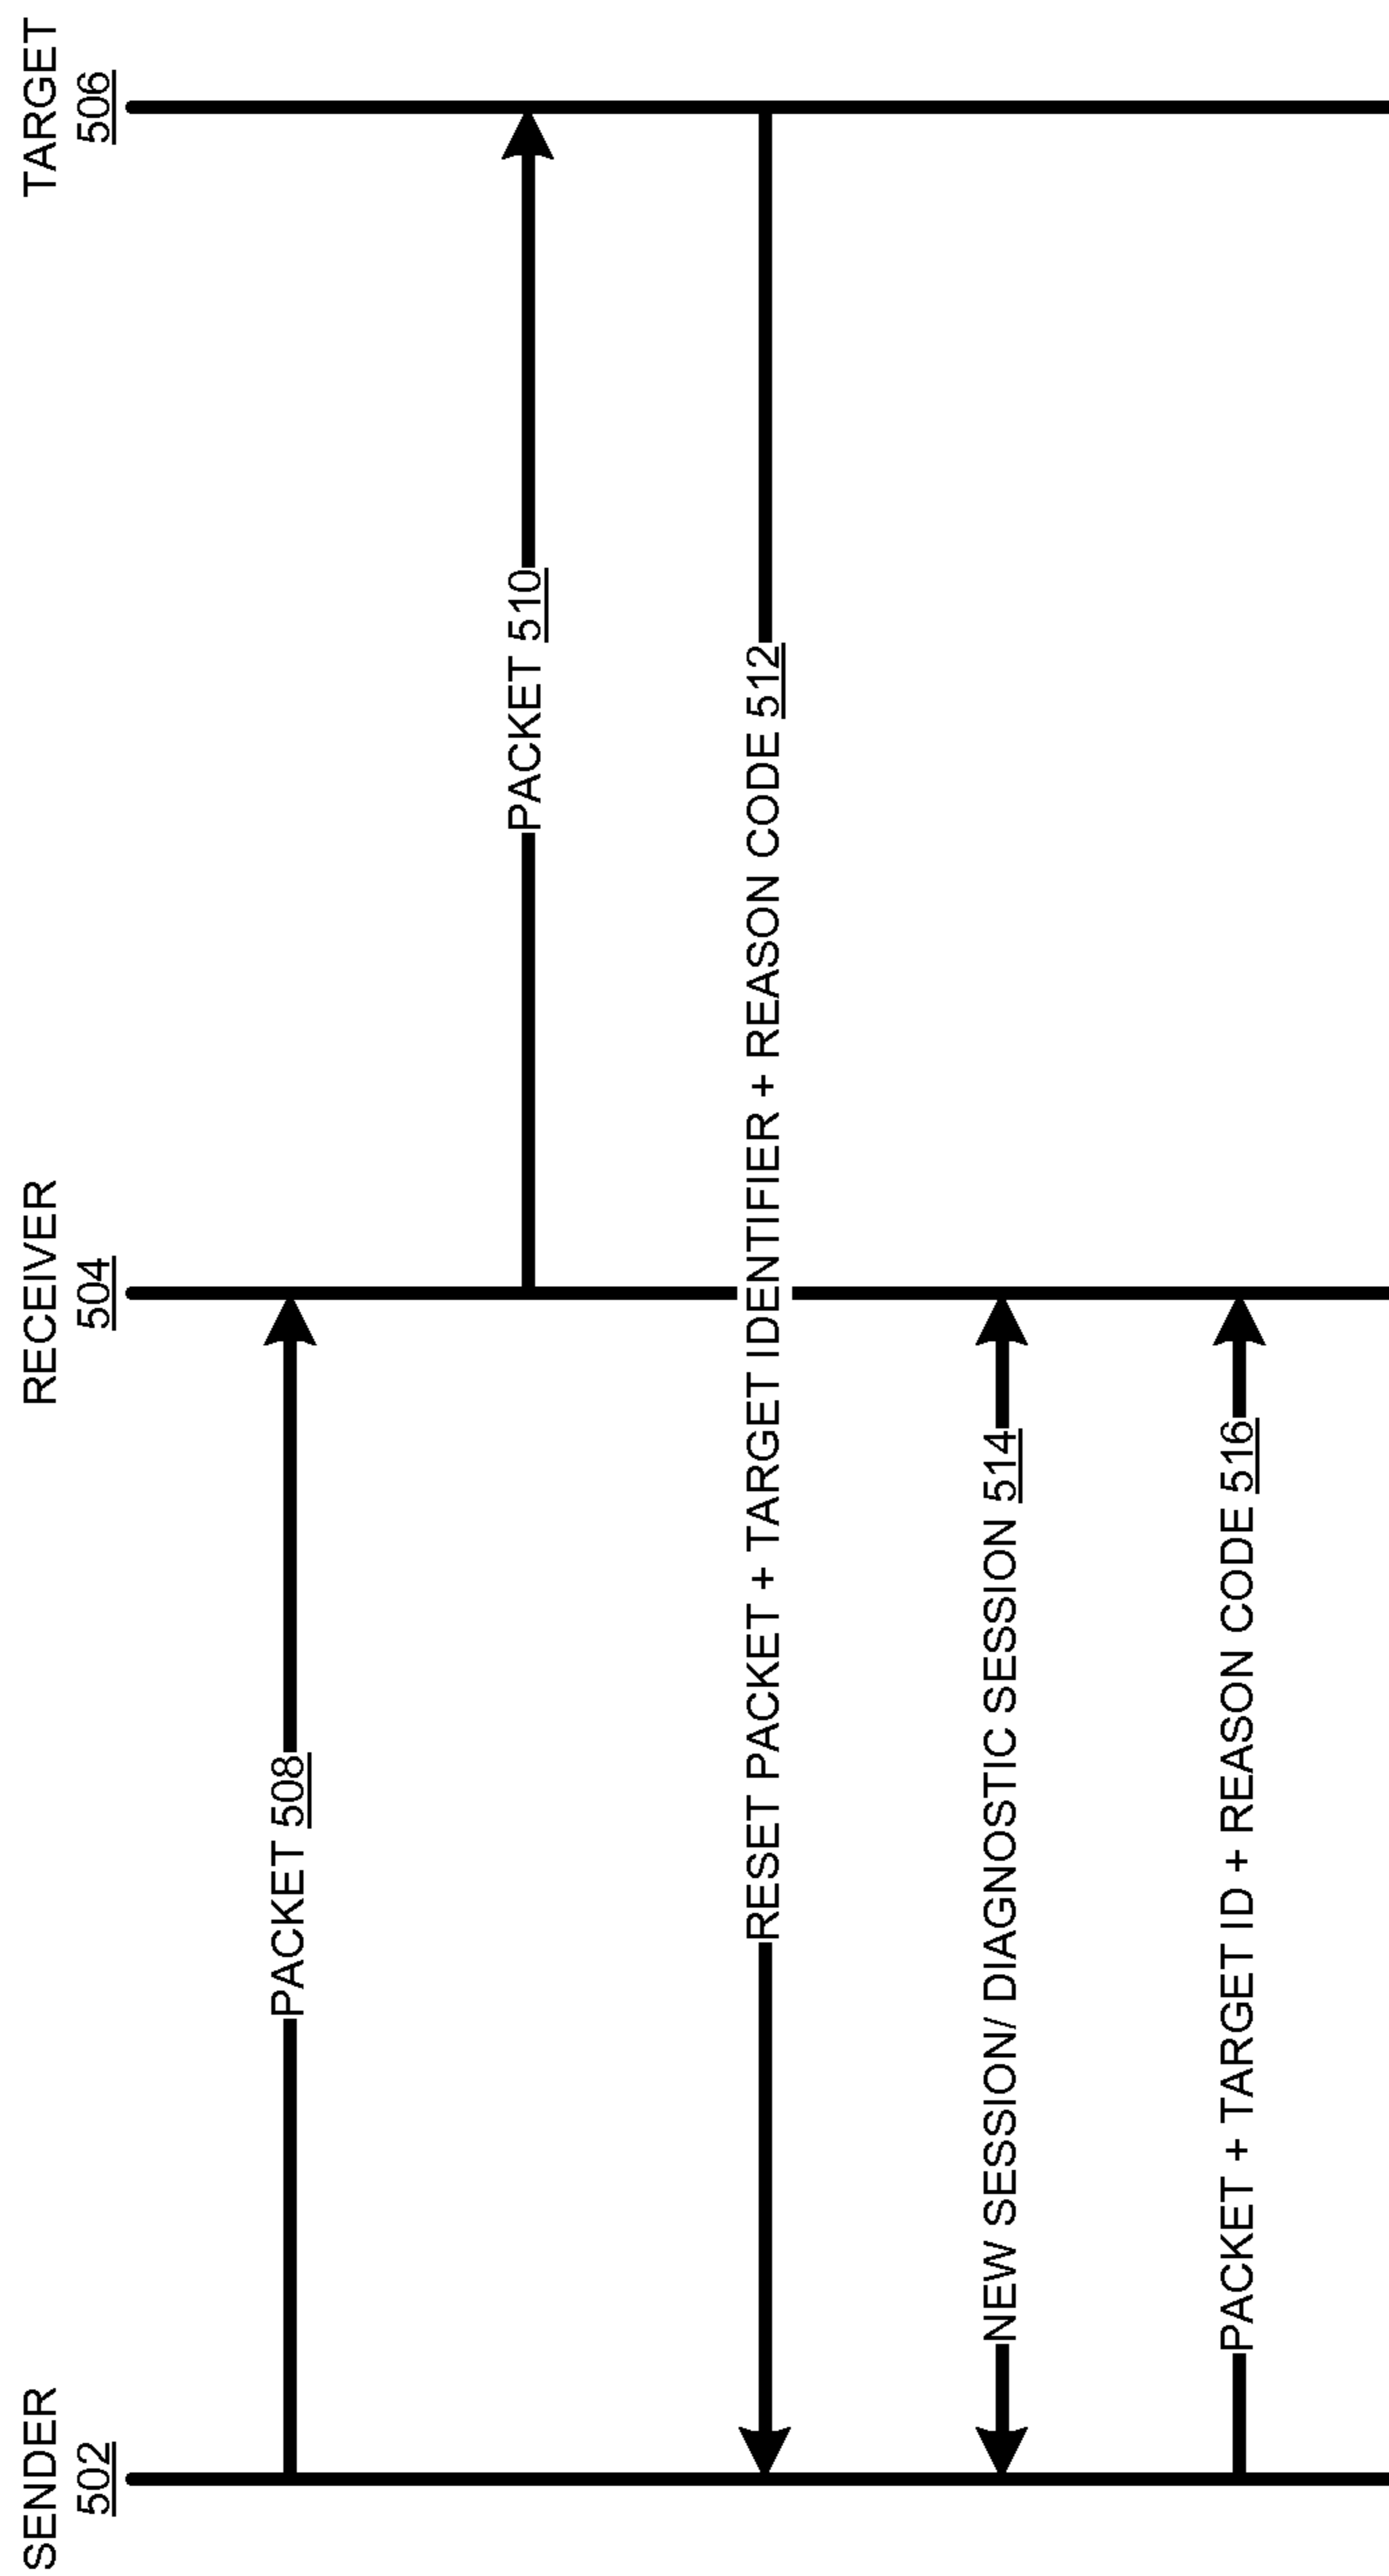 SENDER
502
RECEIVER
504
TARGET
506
PACKET 508
PACKET 510
RESET PACKET + TARGET IDENTIFIER + REASON CODE 512
NEW SESSION/ DIAGNOSTIC SESSION 514
PACKET + TARGET ID + REASON CODE 516